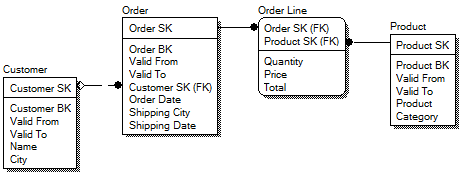 Order
Order SK
Order BK
Valid From
Valid To
Customer SK (FK)
Order Date
Shipping City
Shipping Date
Order Line
Order SK (FK)
Product SK (FK)
Quantity
Price
Total
Product
Product SK
Product BK
Valid From
Valid To
Product
Category
Customer
Customer SK
Customer BK
Valid From
Valid To
Name
City